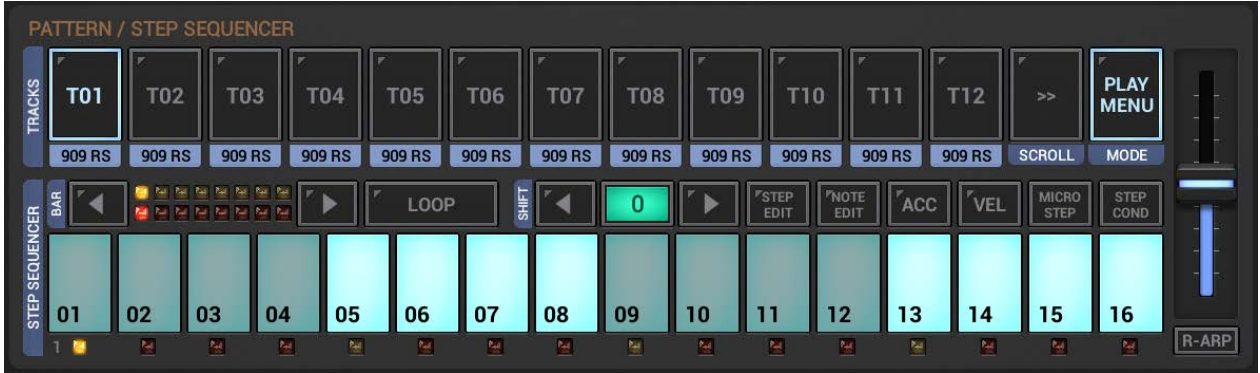 PATTERN / STEP SEQUENCER
TRACKS
T01 T02 T03 T04 T05 T06 T07 T08 T09 T10 T11 T12 >> PLAY MENU
909 RS 909 RS 909 RS 909 RS 909 RS 909 RS 909 RS 909 RS 909 RS 909 RS 909 RS 909 RS SCROLL MODE
STEP SEQUENCER
BAR LOOP SHIFT 0 STEP EDIT NOTE EDIT ACC VEL MICRO STEP STEP COND
01 02 03 04 05 06 07 08 09 10 11 12 13 14 15 16
1 R-ARP